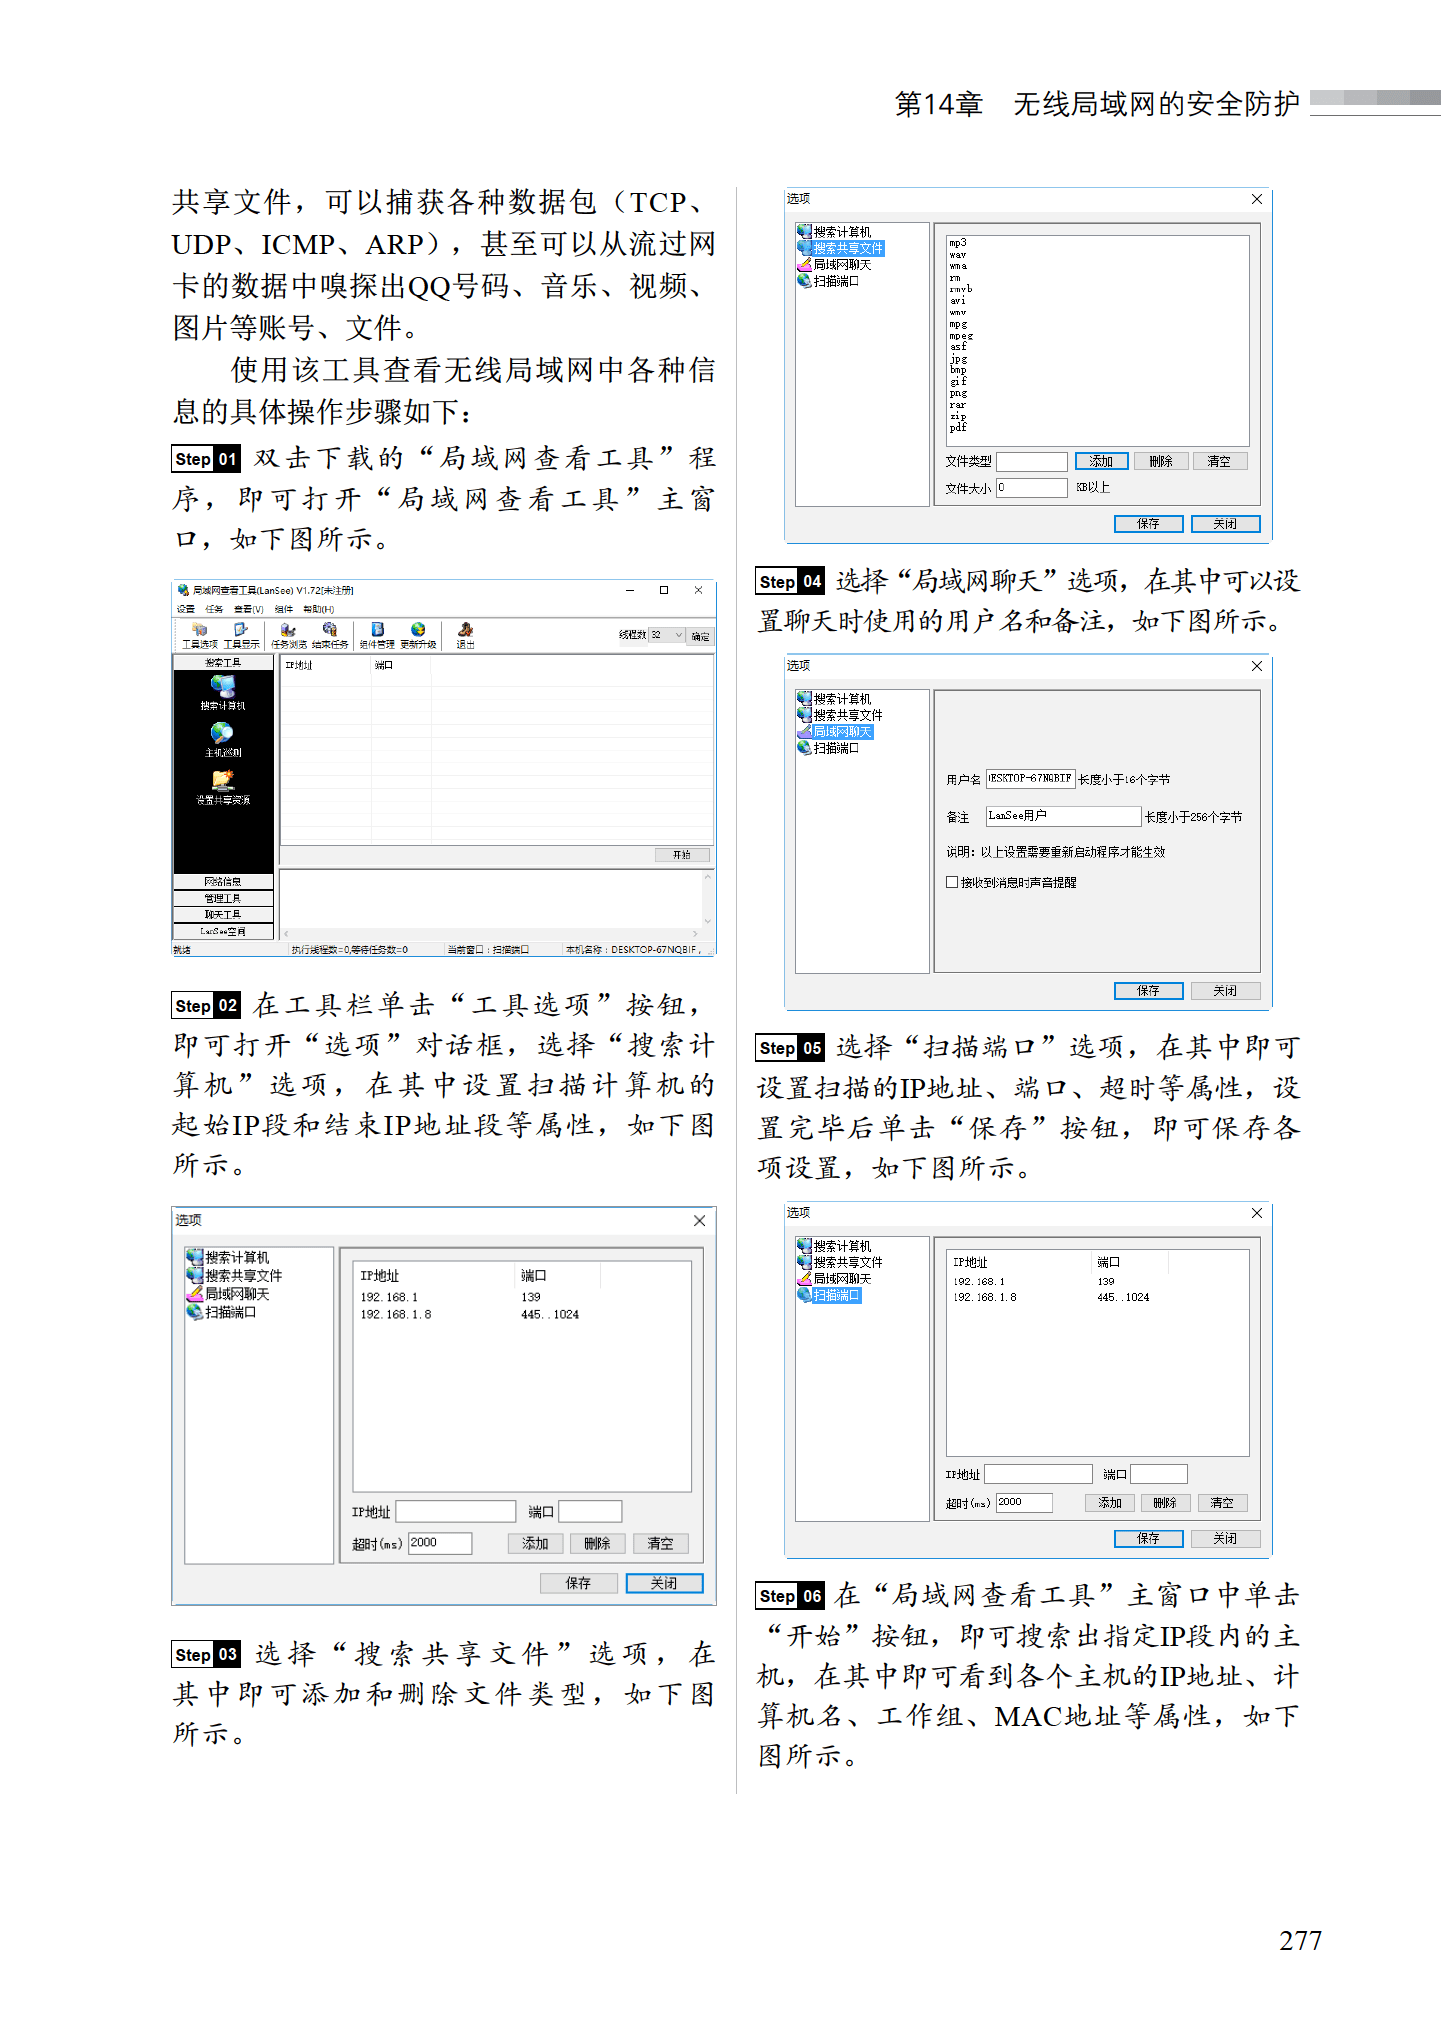 第14章　无线局域网的安全防护
共享文件，可以捕获各种数据包（TCP、
UDP、ICMP、ARP），甚至可以从流过网
卡的数据中嗅探出QQ号码、音乐、视频、
图片等账号、文件。
使用该工具查看无线局域网中各种信
息的具体操作步骤如下：
Step 01 双击下载的“局域网查看工具”程
序，即可打开“局域网查看工具”主窗
口，如下图所示。
局域网查看工具(LanSee) V1.72[未注册]
设置 任务 查看(V) 组件 帮助(H)
工具选项 工具显示 任务浏览 结束任务 组件管理 更新升级 退出 线程数 32 确定
搜索工具 IP地址 端口
搜索计算机
主机巡测
设置共享资源
开始
网络信息
管理工具
聊天工具
LanSee空间
就绪 执行线程数=0,等待任务数=0 当前窗口：扫描端口 本机名称：DESKTOP-67NQBIF，
Step 02 在工具栏单击“工具选项”按钮，
即可打开“选项”对话框，选择“搜索计
算机”选项，在其中设置扫描计算机的
起始IP段和结束IP地址段等属性，如下图
所示。
选项
搜索计算机
搜索共享文件
局域网聊天
扫描端口
IP地址 端口
192.168.1 139
192.168.1.8 445..1024
IP地址 端口
超时(ms) 2000 添加 删除 清空
保存 关闭
Step 03 选择“搜索共享文件”选项，在
其中即可添加和删除文件类型，如下图
所示。
选项
搜索计算机
搜索共享文件
局域网聊天
扫描端口
mp3
wav
wma
rm
rmvb
avi
wmv
mpg
mpeg
asf
jpg
bmp
gif
png
rar
zip
pdf
文件类型 添加 删除 清空
文件大小 0 KB以上
保存 关闭
Step 04 选择“局域网聊天”选项，在其中可以设
置聊天时使用的用户名和备注，如下图所示。
选项
搜索计算机
搜索共享文件
局域网聊天
扫描端口
用户名 DESKTOP-67NQBIF 长度小于16个字节
备注 LanSee用户 长度小于256个字节
说明：以上设置需要重新启动程序才能生效
接收到消息时声音提醒
保存 关闭
Step 05 选择“扫描端口”选项，在其中即可
设置扫描的IP地址、端口、超时等属性，设
置完毕后单击“保存”按钮，即可保存各
项设置，如下图所示。
选项
搜索计算机
搜索共享文件
局域网聊天
扫描端口
IP地址 端口
192.168.1 139
192.168.1.8 445..1024
IP地址 端口
超时(ms) 2000 添加 删除 清空
保存 关闭
Step 06 在“局域网查看工具”主窗口中单击
“开始”按钮，即可搜索出指定IP段内的主
机，在其中即可看到各个主机的IP地址、计
算机名、工作组、MAC地址等属性，如下
图所示。
277